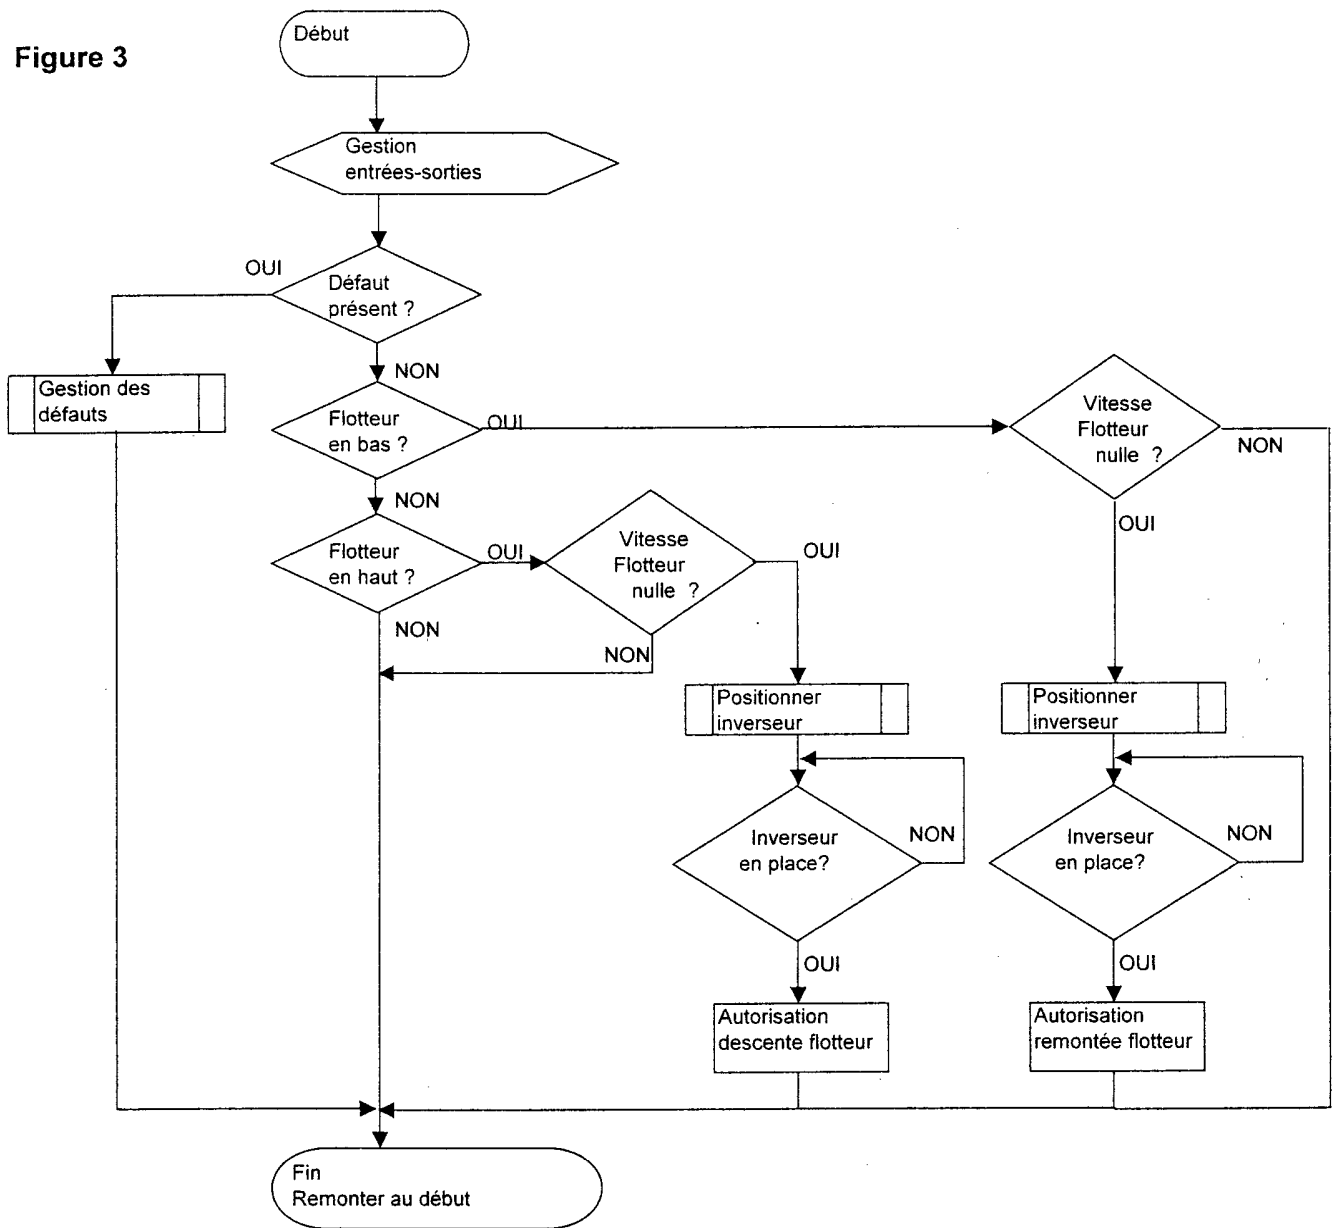 Figure 3
Début
Gestion
entrées-sorties
OUI
Défaut
présent ?
NON
Gestion des
défauts
Flotteur
en bas ?
OUI
Vitesse
Flotteur
nulle ?
NON
NON
OUI
Flotteur
en haut ?
OUI
Vitesse
Flotteur
nulle ?
OUI
NON
NON
Positionner
inverseur
Positionner
inverseur
Inverseur
en place?
NON
Inverseur
en place?
NON
OUI
OUI
Autorisation
descente flotteur
Autorisation
remontée flotteur
Fin
Remonter au début